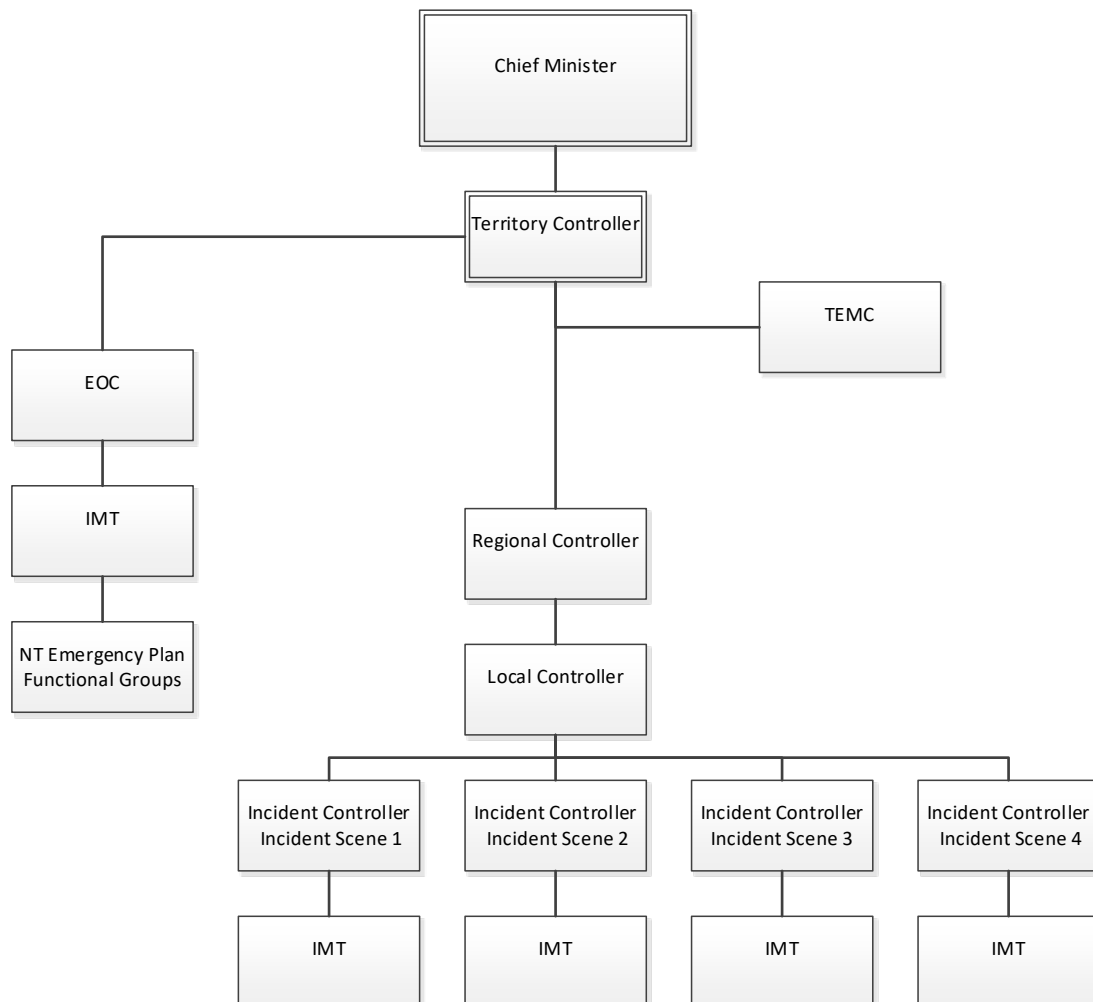 Chief Minister
Territory Controller
TEMC
EOC
IMT
Regional Controller
NT Emergency Plan
Functional Groups
Local Controller
Incident Controller
Incident Scene 1
Incident Controller
Incident Scene 2
Incident Controller
Incident Scene 3
Incident Controller
Incident Scene 4
IMT
IMT
IMT
IMT